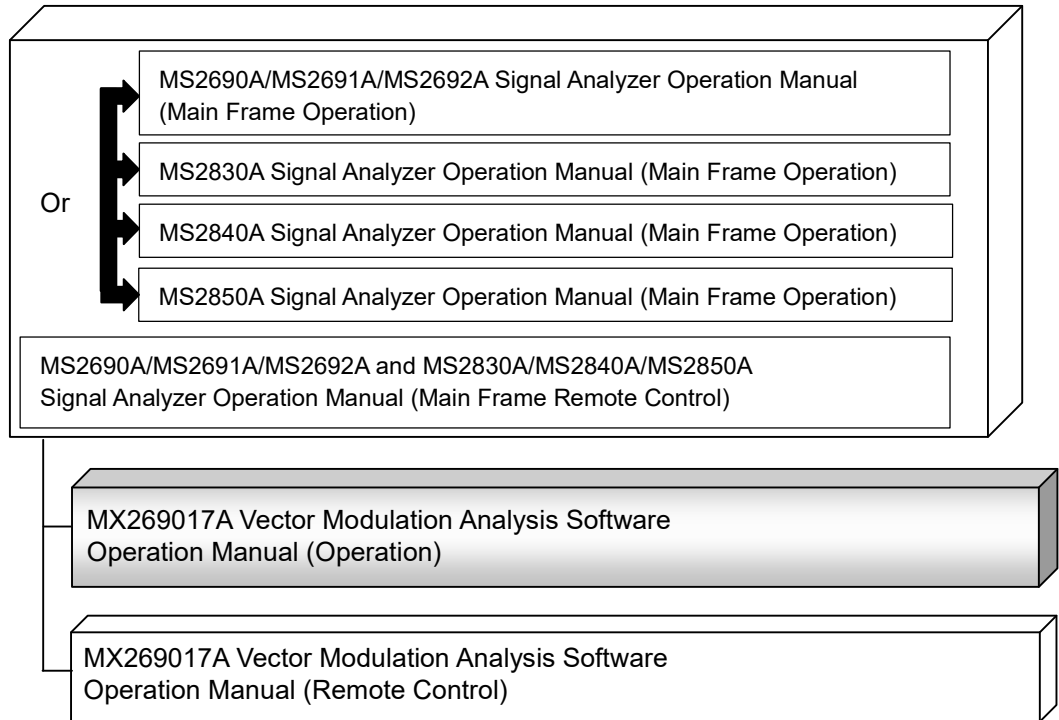 MS2690A/MS2691A/MS2692A Signal Analyzer Operation Manual
(Main Frame Operation)
Or
MS2830A Signal Analyzer Operation Manual (Main Frame Operation)
MS2840A Signal Analyzer Operation Manual (Main Frame Operation)
MS2850A Signal Analyzer Operation Manual (Main Frame Operation)
MS2690A/MS2691A/MS2692A and MS2830A/MS2840A/MS2850A
Signal Analyzer Operation Manual (Main Frame Remote Control)
MX269017A Vector Modulation Analysis Software
Operation Manual (Operation)
MX269017A Vector Modulation Analysis Software
Operation Manual (Remote Control)